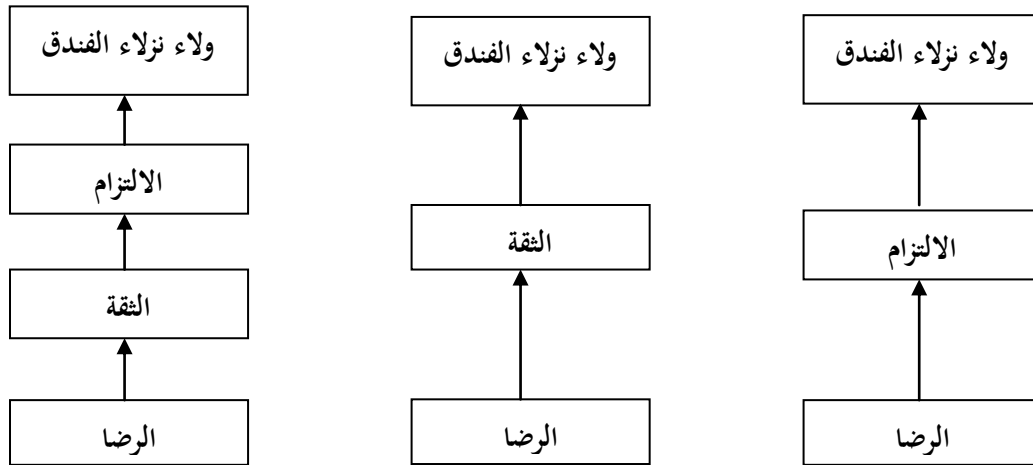 ولاء نزلاء الفندق
الالتزام
الرضا
ولاء نزلاء الفندق
الثقة
الرضا
ولاء نزلاء الفندق
الالتزام
الثقة
الرضا